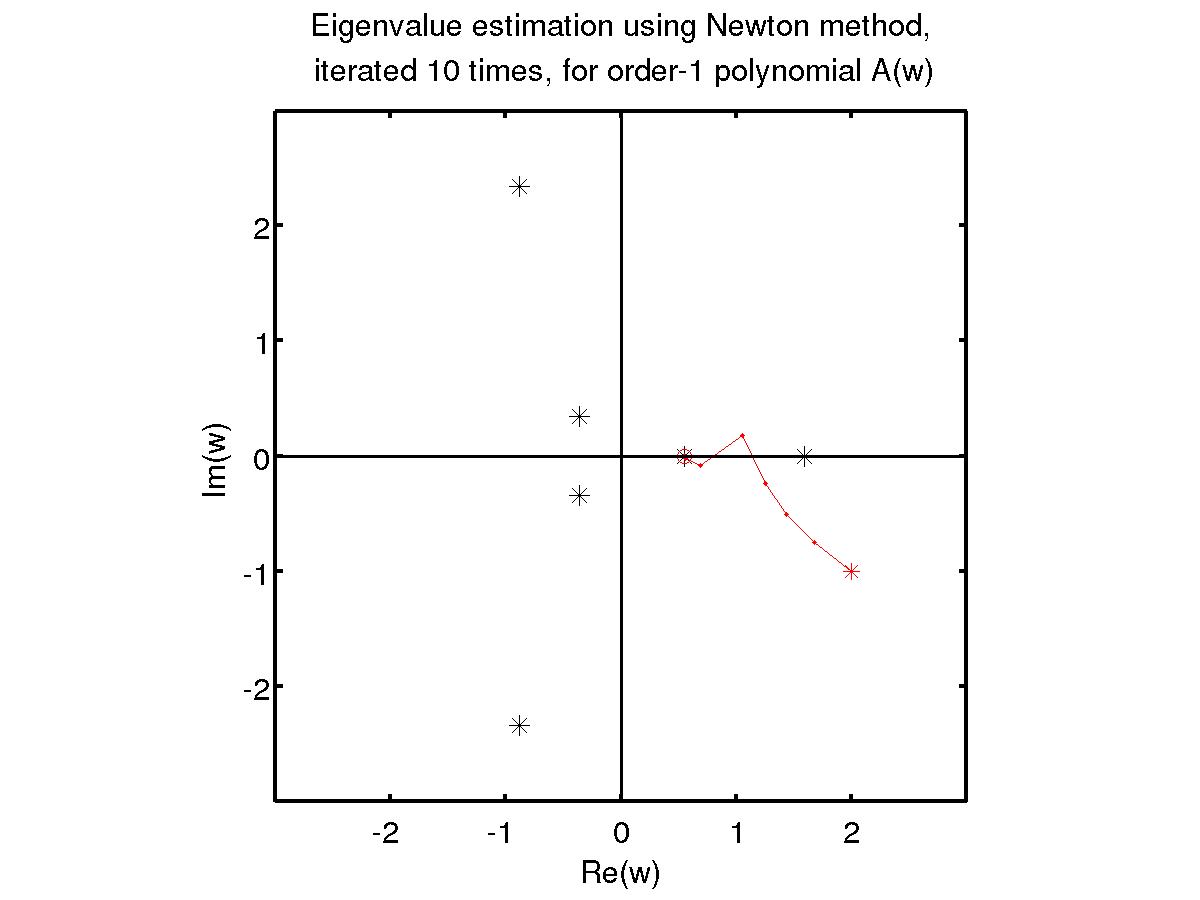 Eigenvalue estimation using Newton method,
iterated 10 times, for order-1 polynomial A(w)
2
1
0
-1
-2
Im(w)
-2
-1
0
1
2
Re(w)